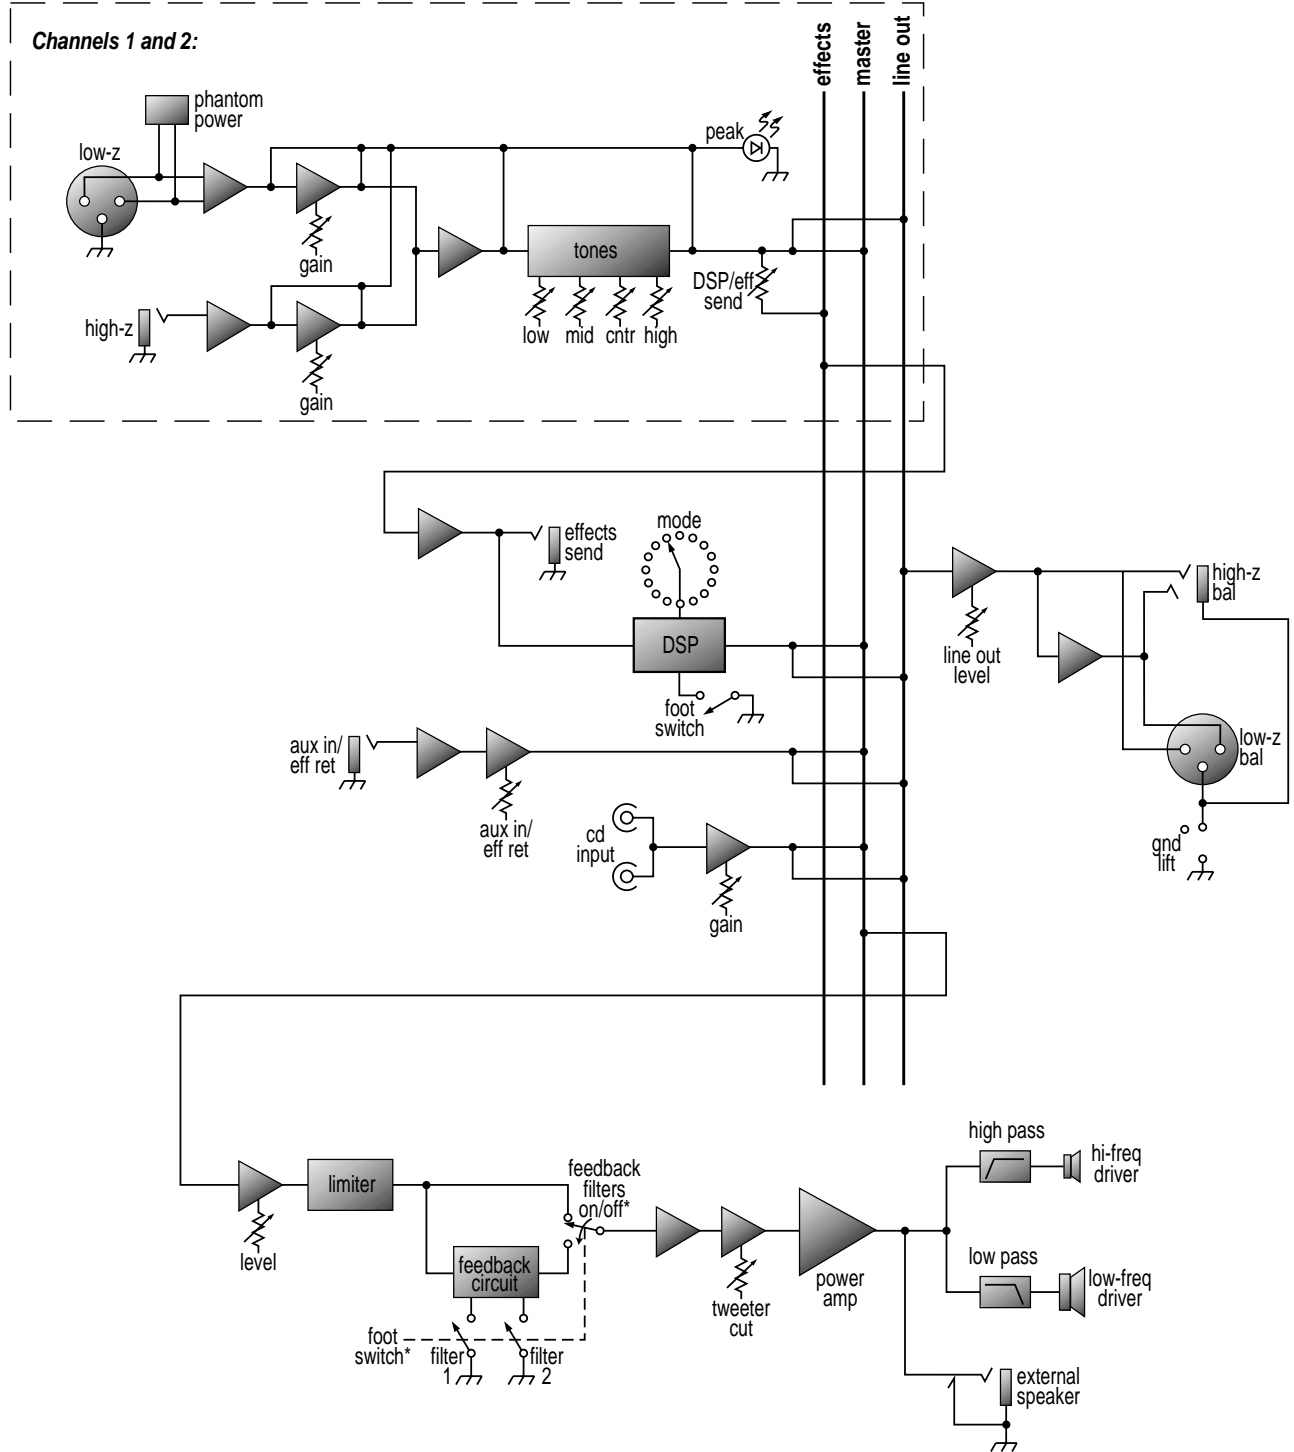 Channels 1 and 2:
effects
master
line out
phantom
power
low-z
peak
gain
tones
DSP/eff
send
high-z
low
mid
cntr
high
gain
mode
effects
send
DSP
foot
switch
high-z
bal
line out
level
low-z
bal
aux in/
eff ret
aux in/
eff ret
cd
input
gain
gnd
lift
high pass
hi-freq
driver
feedback
filters
on/off*
limiter
level
feedback
circuit
power
amp
low pass
low-freq
driver
tweeter
cut
foot
switch*
filter
1
filter
2
external
speaker